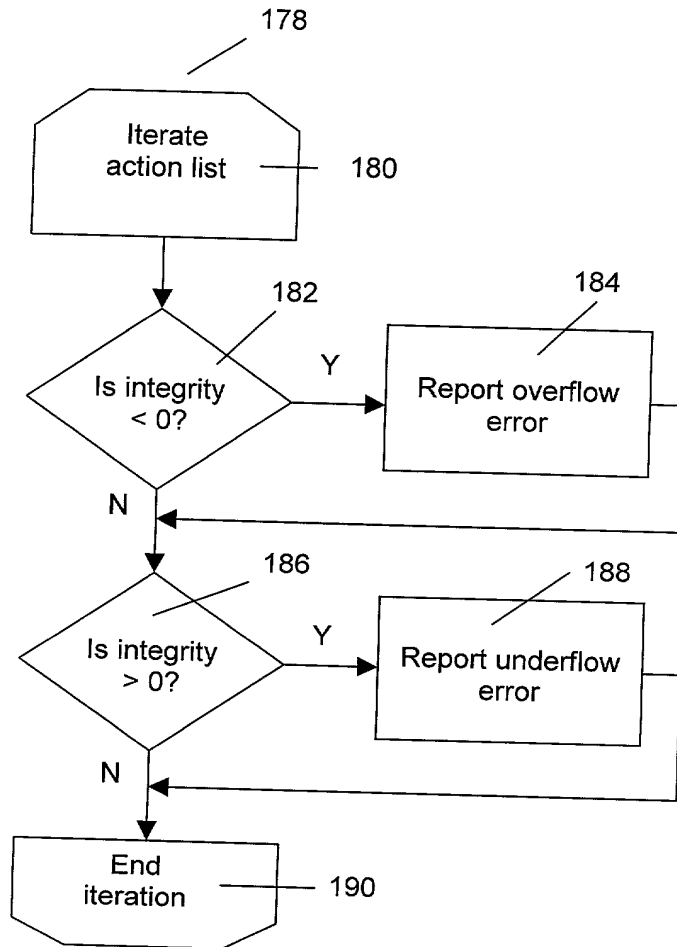 178
Iterate
action list
180
182
184
Is integrity
< 0?
Y
Report overflow
error
N
186
188
Is integrity
> 0?
Y
Report underflow
error
N
End
iteration
190